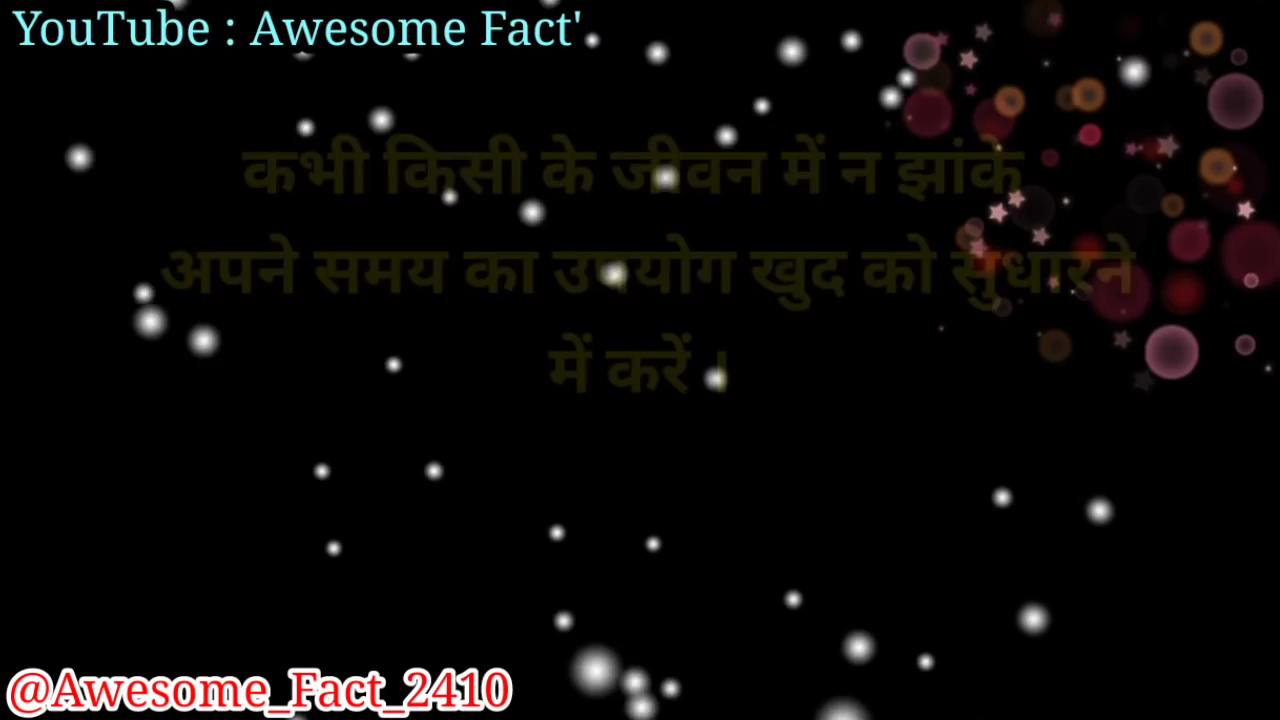 YouTube : Awesome Fact'
कभी किसी के जीवन में न झांके
अपने समय का उपयोग खुद को सुधारने
में करें ।
@Awesome_Fact_2410